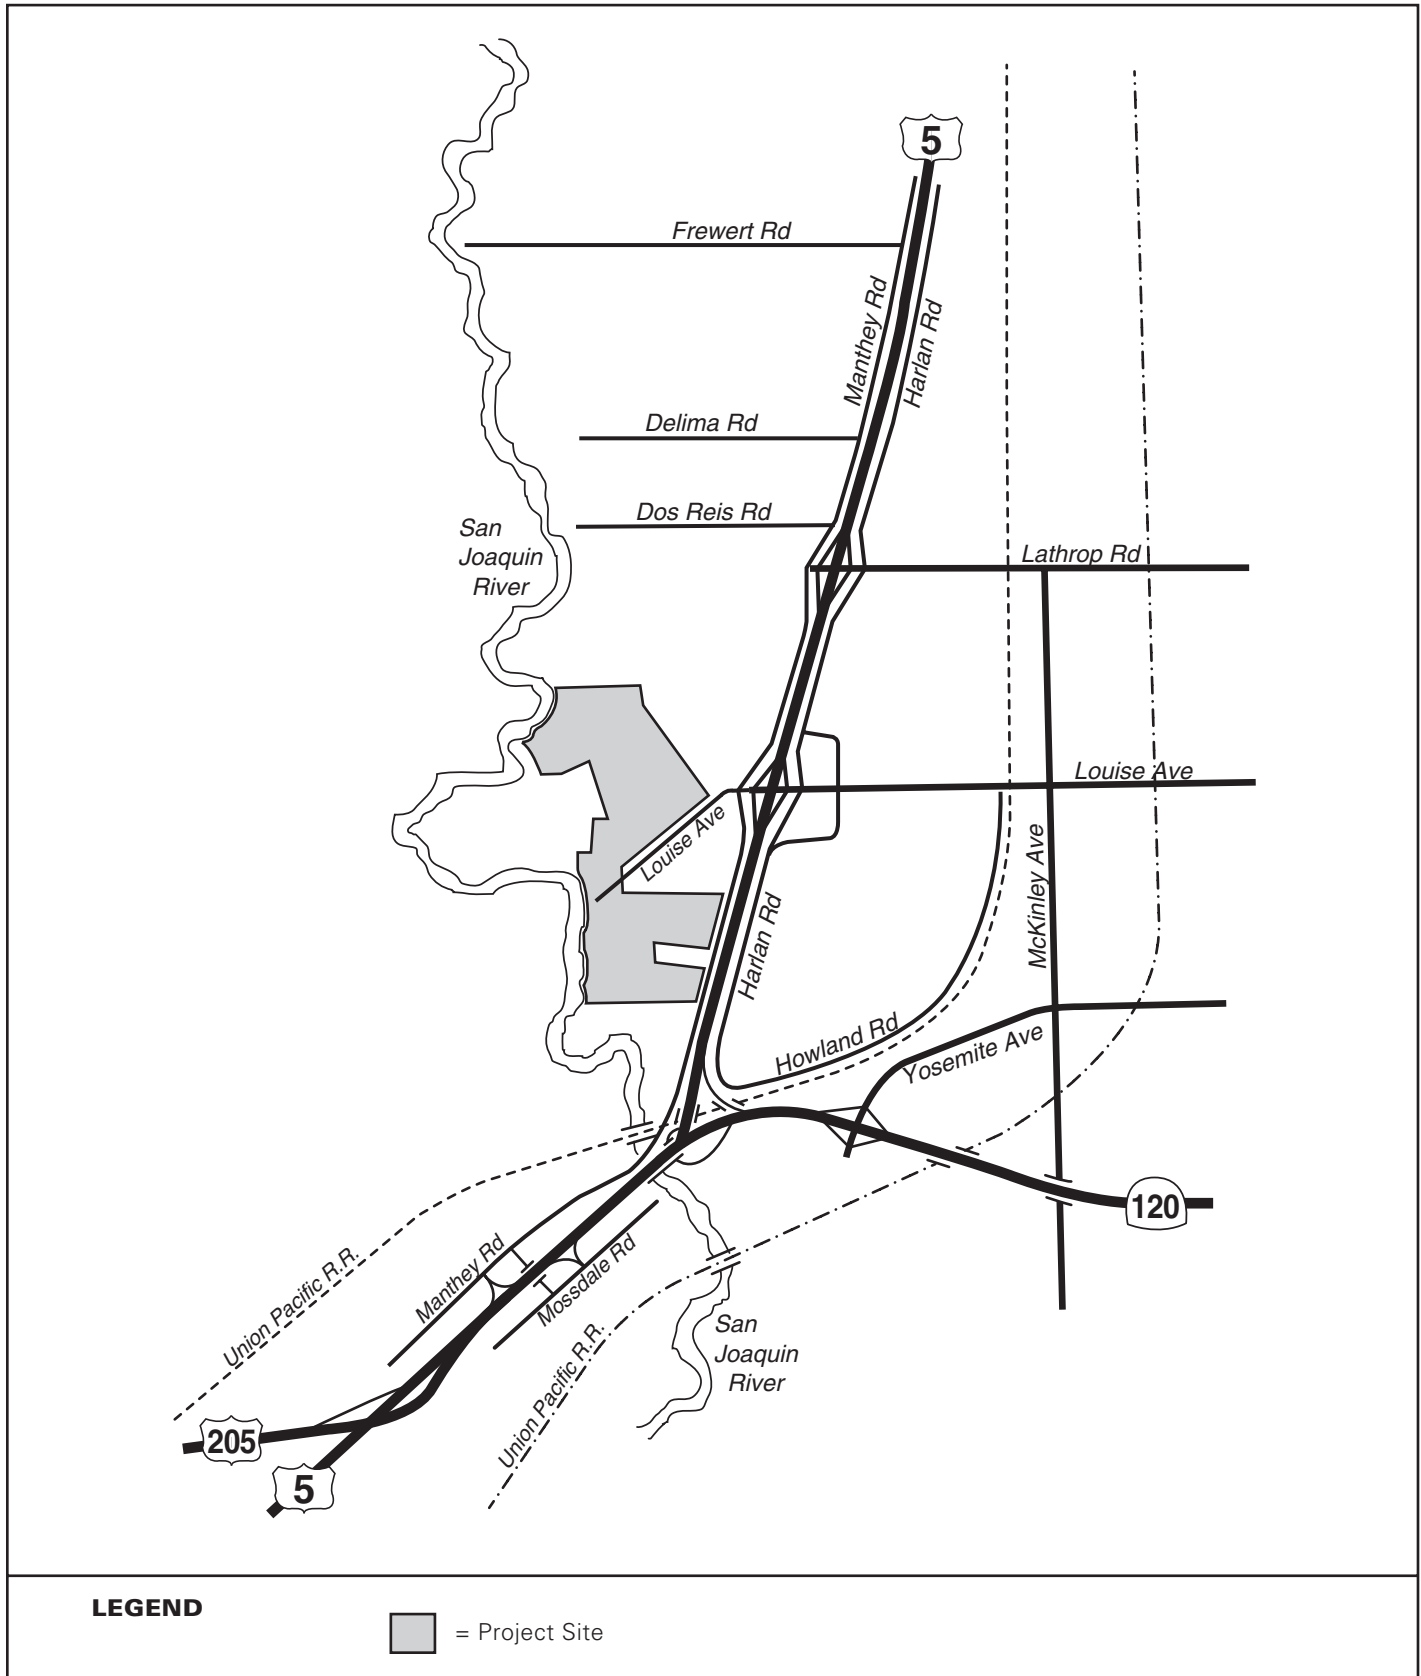 5
Frewert Rd
Manthey Rd
Harlan Rd
Delima Rd
Dos Reis Rd
San
Joaquin
River
Lathrop Rd
Louise Ave
Louise Ave
McKinley Ave
Harlan Rd
Howland Rd
Yosemite Ave
120
Manthey Rd
Mossdale Rd
Union Pacific R.R.
Union Pacific R.R.
San
Joaquin
River
205
5
LEGEND
= Project Site